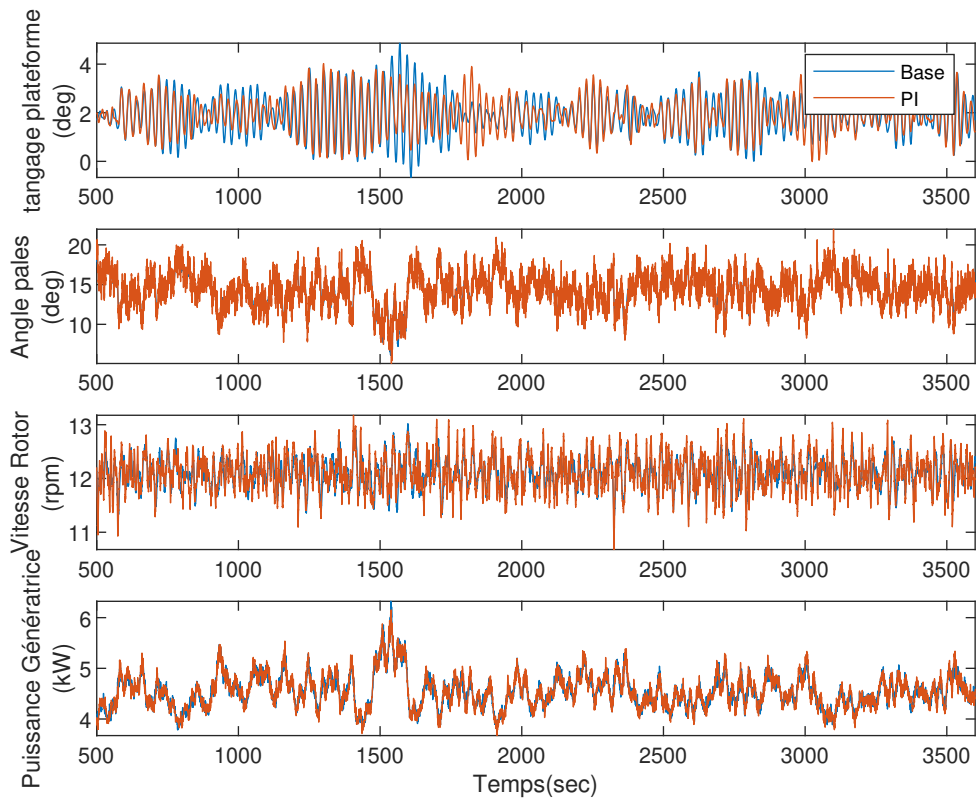 tangage plateforme
(deg)
4
2
0
Base
PI
500 1000 1500 2000 2500 3000 3500
Angle pales
(deg)
20
15
10
500 1000 1500 2000 2500 3000 3500
Vitesse Rotor
(rpm)
13
12
11
500 1000 1500 2000 2500 3000 3500
Puissance Génératrice
(kW)
6
5
4
500 1000 1500 2000 2500 3000 3500
Temps(sec)